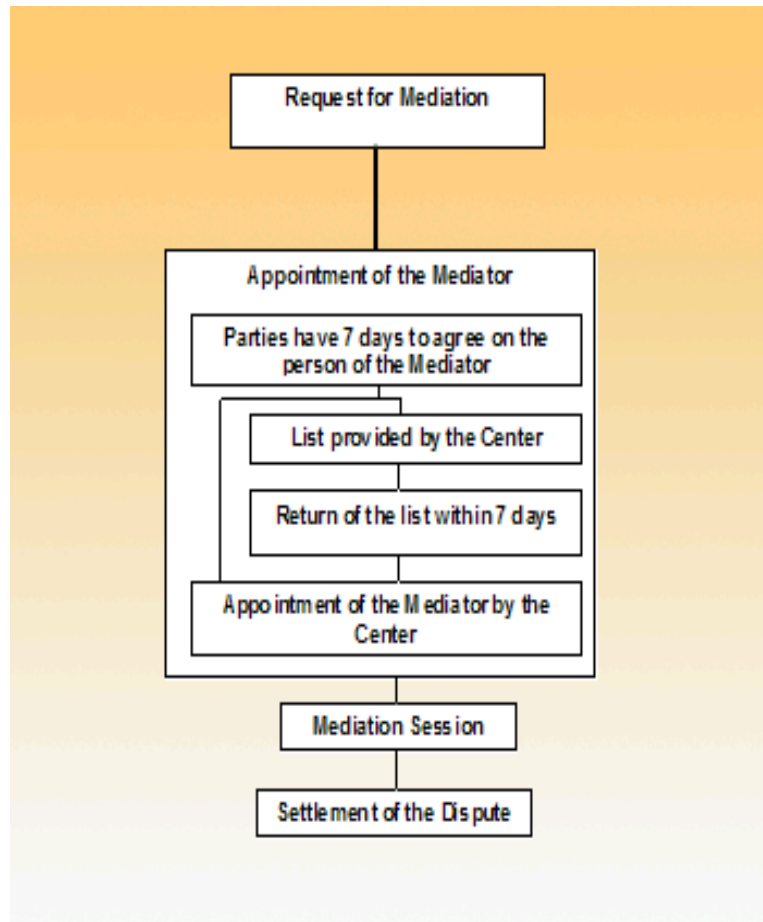 Request for Mediation
Appointment of the Mediator
Parties have 7 days to agree on the
person of the Mediator
List provided by the Center
Return of the list within 7 days
Appointment of the Mediator by the
Center
Mediation Session
Settlement of the Dispute